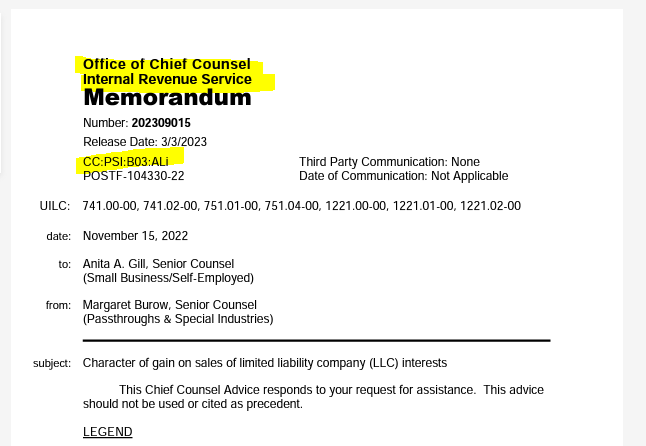 Office of Chief Counsel
Internal Revenue Service
Memorandum
Number: 202309015
Release Date: 3/3/2023
CC:PSI:B03:ALi Third Party Communication: None
POSTF-104330-22 Date of Communication: Not Applicable
UILC: 741.00-00, 741.02-00, 751.01-00, 751.04-00, 1221.00-00, 1221.01-00, 1221.02-00
date: November 15, 2022
to: Anita A. Gill, Senior Counsel
(Small Business/Self-Employed)
from: Margaret Burow, Senior Counsel
(Passthroughs & Special Industries)
subject: Character of gain on sales of limited liability company (LLC) interests
This Chief Counsel Advice responds to your request for assistance. This advice
should not be used or cited as precedent.
LEGEND